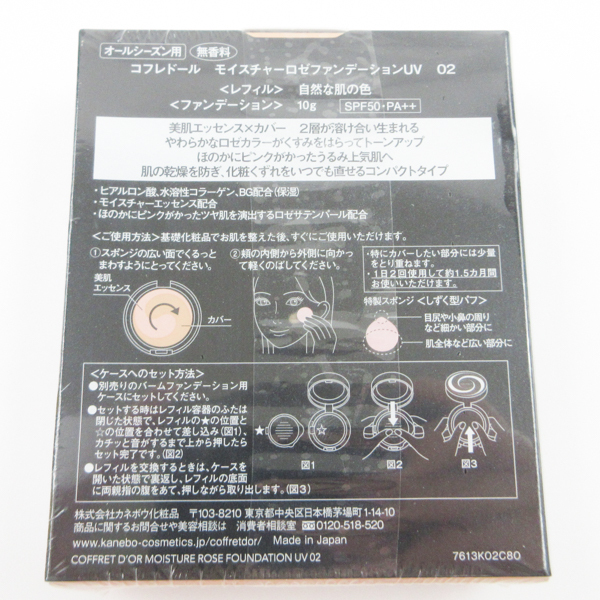 オールシーズン用 無香料
コフレドール モイスチャーロゼファンデーションUV 02
<レフィル> 自然な肌の色
<ファンデーション> 10g SPF50・PA++
美肌エッセンス×カバー 2層が溶け合い生まれる
やわらかなロゼカラーがくすみをはらってトーンアップ
ほのかにピンクがかったうるみ上気肌へ
肌の乾燥を防ぎ、化粧くずれをいつでも直せるコンパクトタイプ
・ヒアルロン酸、水溶性コラーゲン、BG配合(保湿)
・モイスチャーエッセンス配合
・ほのかにピンクがかったツヤ肌を演出するロゼサテンパール配合
<ご使用方法>基礎化粧品でお肌を整えた後、すぐにご使用いただけます。
①スポンジの広い面でくるっと
まわすようにとってください。
②頬の内側から外側に向かっ
て軽くのばしてください。
・特にカバーしたい部分には少量
をとり重ねます。
・1日2回使用して約1.5カ月間
お使いいただけます。
美肌
エッセンス
カバー
特製スポンジ<しずく型パフ>
目尻や小鼻の周り
など細かい部分に
肌全体など広い部分に
<ケースへのセット方法>
●別売りのバームファンデーション用
ケースにセットしてください。
●セットする時はレフィル容器のふたは
閉じた状態で、レフィルの★の位置と
☆の位置を合わせて差し込み(図1)、
カチッと音がするまで上から押したら
セット完了です。(図2)
●レフィルを交換するときは、ケースを
開いた状態で裏返し、レフィルの底面
に両親指の腹をあて、押しながら取り出します。(図3)
★ ☆
図1 図2 図3
株式会社カネボウ化粧品 〒103-8210 東京都中央区日本橋茅場町1-14-10
商品に関するお問合せや美容相談は 消費者相談室 0120-518-520
www.kanebo-cosmetics.jp/coffretdor/ Made in Japan
COFFRET D'OR MOISTURE ROSE FOUNDATION UV 02 7613K02C80